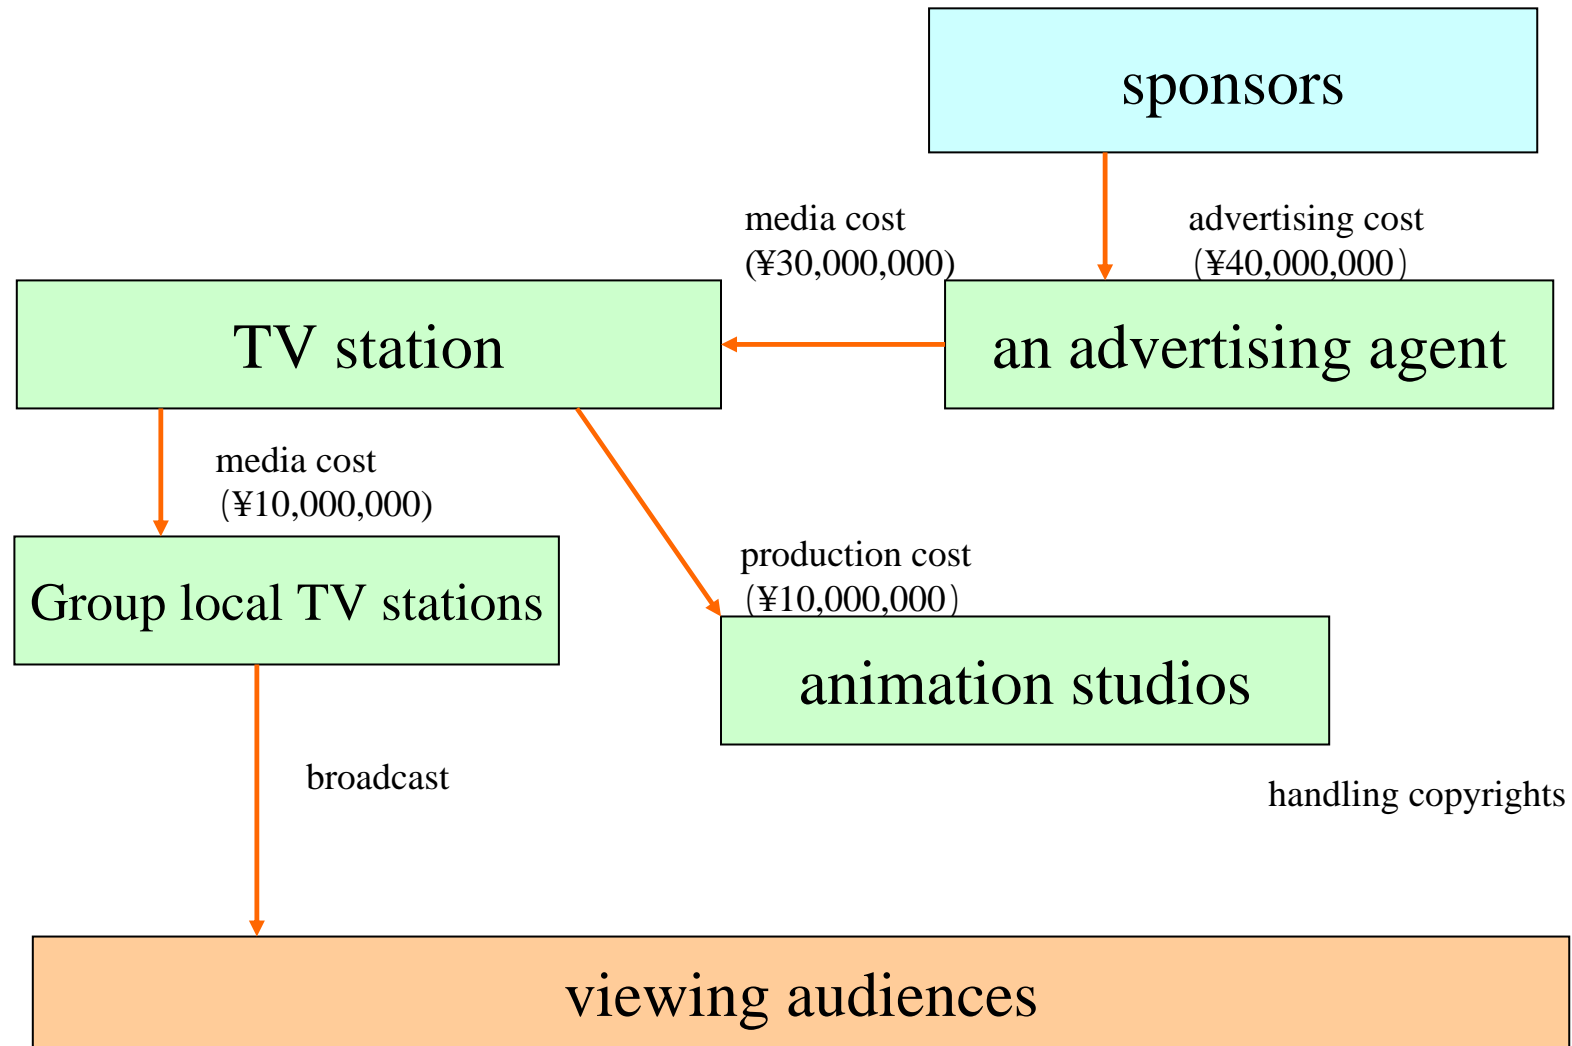 sponsors
media cost
(¥30,000,000)
advertising cost
(¥40,000,000)
TV station
an advertising agent
media cost
(¥10,000,000)
Group local TV stations
production cost
(¥10,000,000)
animation studios
broadcast
handling copyrights
viewing audiences